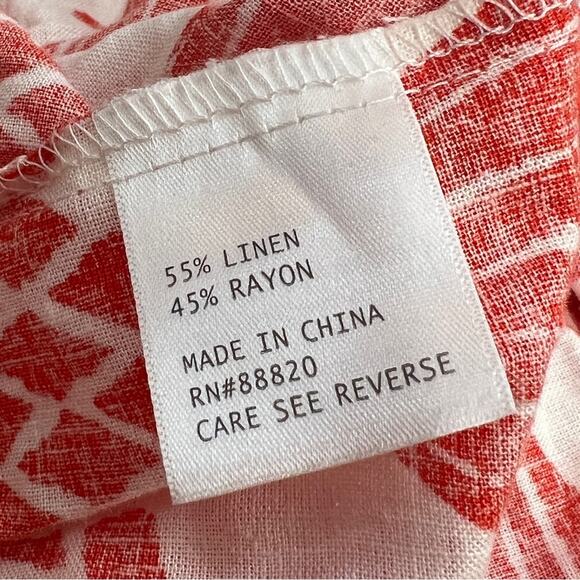 55% LINEN
45% RAYON
MADE IN CHINA
RN#88820
CARE SEE REVERSE